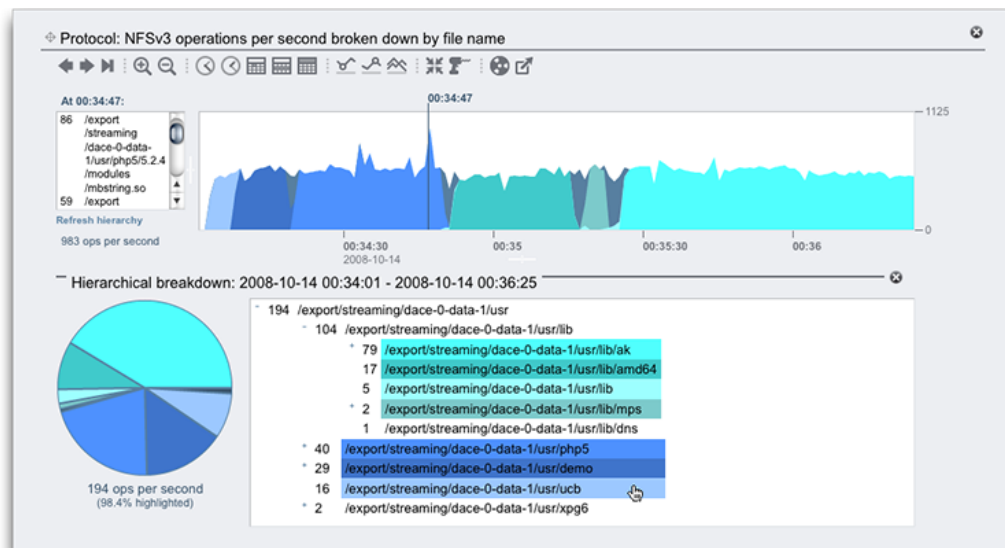 Protocol: NFSv3 operations per second broken down by file name
At 00:34:47:
00:34:47
1125
86 /export
/streaming
/dace-0-data-
1/usr/php5/5.2.4
/modules
/mbstring.so
59 /export
Refresh hierarchy
983 ops per second
0
00:34:30
2008-10-14
00:35
00:35:30
00:36
Hierarchical breakdown: 2008-10-14 00:34:01 - 2008-10-14 00:36:25
194 /export/streaming/dace-0-data-1/usr
104 /export/streaming/dace-0-data-1/usr/lib
79 /export/streaming/dace-0-data-1/usr/lib/ak
17 /export/streaming/dace-0-data-1/usr/lib/amd64
5 /export/streaming/dace-0-data-1/usr/lib
2 /export/streaming/dace-0-data-1/usr/lib/mps
1 /export/streaming/dace-0-data-1/usr/lib/dns
40 /export/streaming/dace-0-data-1/usr/php5
29 /export/streaming/dace-0-data-1/usr/demo
16 /export/streaming/dace-0-data-1/usr/ucb
2 /export/streaming/dace-0-data-1/usr/xpg6
194 ops per second
(98.4% highlighted)